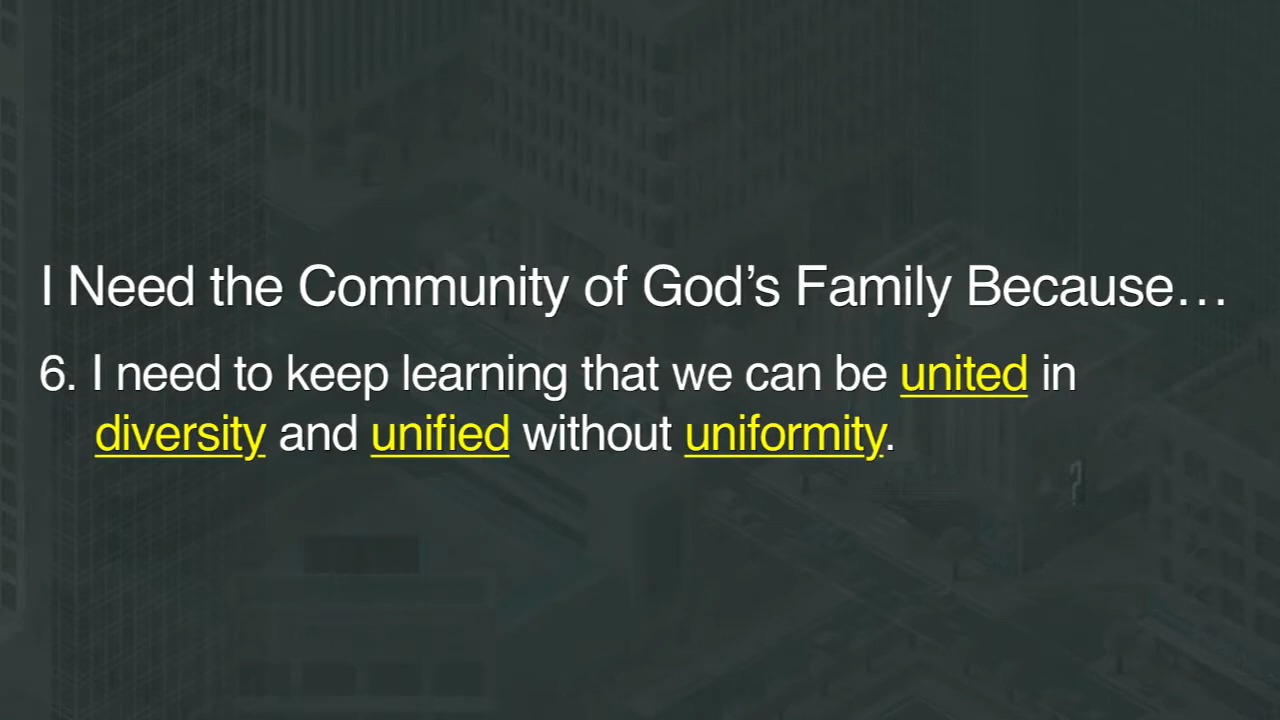 I Need the Community of God’s Family Because…
6. I need to keep learning that we can be united in
diversity and unified without uniformity.